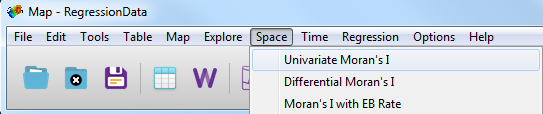 Map - RegressionData
File Edit Tools Table Map Explore Space Time Regression Options Help
Univariate Moran's I
Differential Moran's I
Moran's I with EB Rate
W